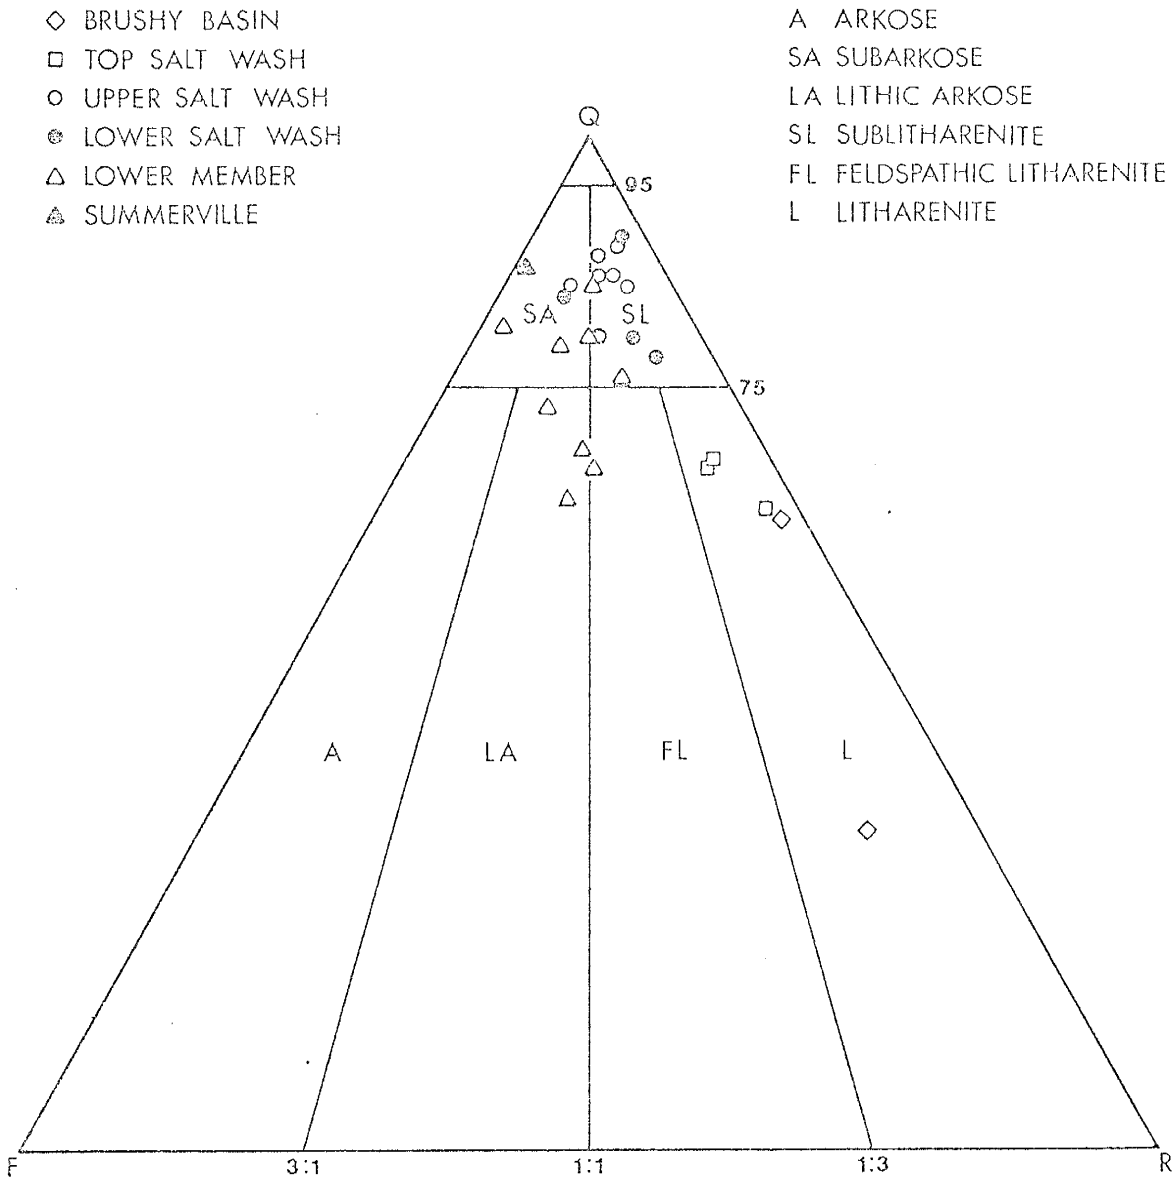 BRUSHY BASIN
TOP SALT WASH
UPPER SALT WASH
LOWER SALT WASH
LOWER MEMBER
SUMMERVILLE
A ARKOSE
SA SUBARKOSE
LA LITHIC ARKOSE
SL SUBLITHARENITE
FL FELDSPATHIC LITHARENITE
L LITHARENITE
Q
95
SA SL
75
A LA FL L
F 3:1 1:1 1:3 R